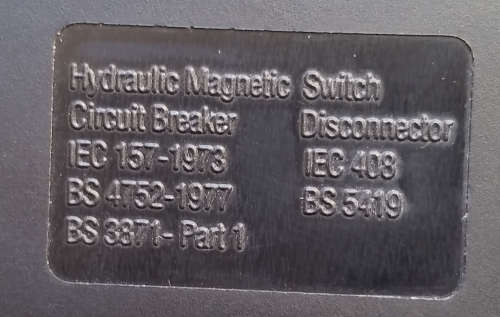 Hydraulic Magnetic
Circuit Breaker
IEC 157-1973
BS 4752-1977
BS 3871- Part 1
Switch
Disconnector
IEC 408
BS 5419